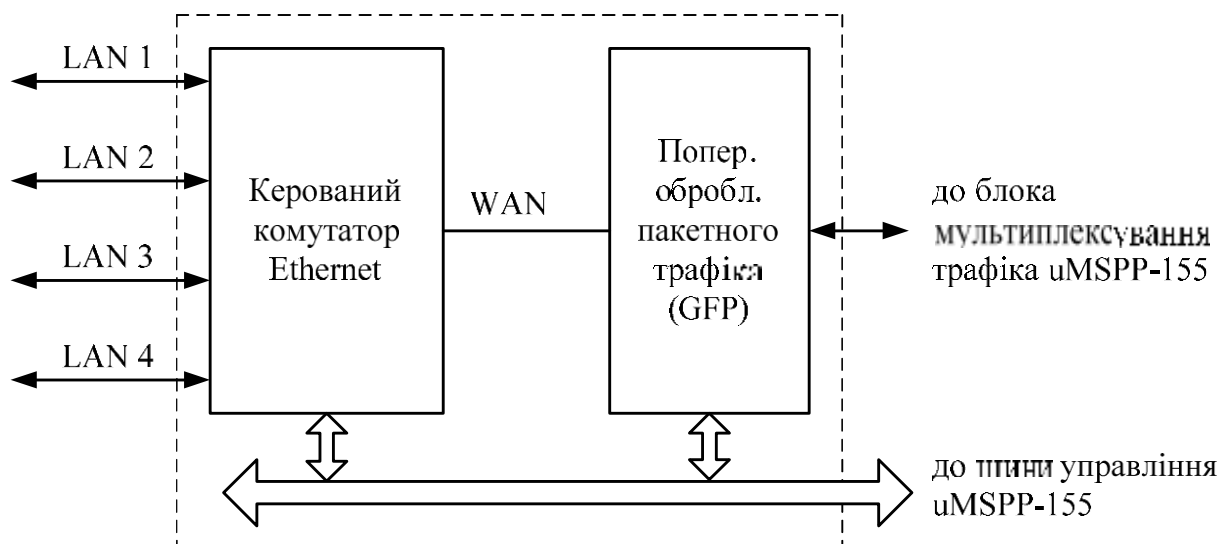 LAN 1
LAN 2
LAN 3
LAN 4
Керований
комутатор
Ethernet
WAN
Попер.
обробл.
пакетного
трафіка
(GFP)
до блока
мультиплексування
трафіка uMSPP-155
до шини управління
uMSPP-155